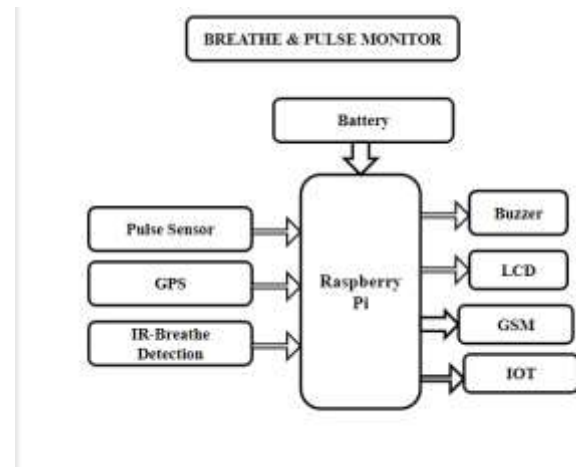 BREATHE & PULSE MONITOR
Battery
Pulse Sensor
GPS
IR-Breathe
Detection
Raspberry
Pi
Buzzer
LCD
GSM
IOT